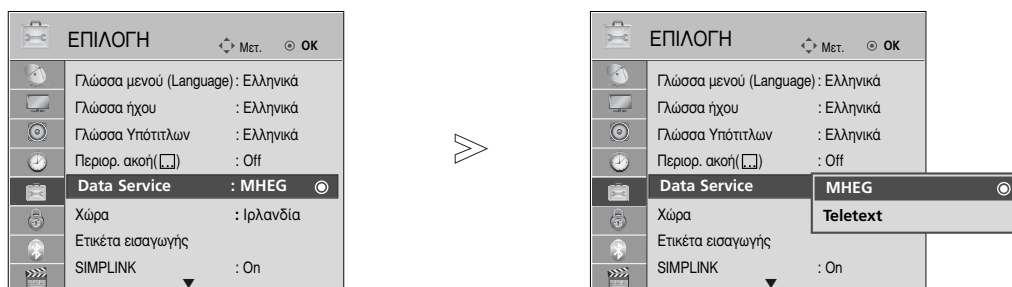 ΕΠΙΛΟΓΗ Μετ. OK
Γλώσσα μενού (Language) : Ελληνικά
Γλώσσα ήχου : Ελληνικά
Γλώσσα Υπότιτλων : Ελληνικά
Περιορ. ακοή( ) : Off
Data Service : MHEG
Χώρα : Ιρλανδία
Ετικέτα εισαγωγής
SIMPLINK : On
ΕΠΙΛΟΓΗ Μετ. OK
Γλώσσα μενού (Language) : Ελληνικά
Γλώσσα ήχου : Ελληνικά
Γλώσσα Υπότιτλων : Ελληνικά
Περιορ. ακοή( ) : Off
Data Service
MHEG
Χώρα
Teletext
Ετικέτα εισαγωγής
SIMPLINK : On